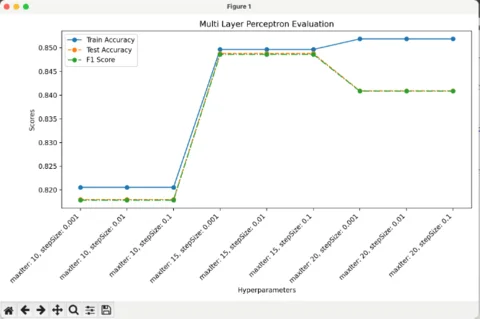 Figure 1
Multi Layer Perceptron Evaluation
Train Accuracy
Test Accuracy
F1 Score
0.850
0.845
0.840
0.835
0.830
0.825
0.820
Scores
maxIter: 10, stepSize: 0.001
maxIter: 10, stepSize: 0.01
maxIter: 10, stepSize: 0.1
maxIter: 15, stepSize: 0.001
maxIter: 15, stepSize: 0.01
maxIter: 15, stepSize: 0.1
maxIter: 20, stepSize: 0.001
maxIter: 20, stepSize: 0.01
maxIter: 20, stepSize: 0.1
Hyperparameters